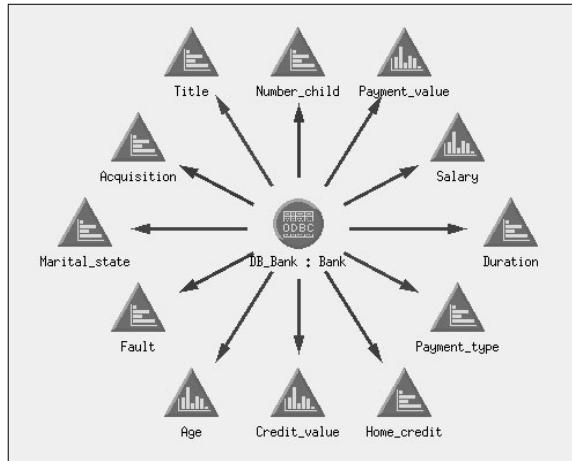 Title
Number_child
Payment_value
Acquisition
Salary
Marital_state
ODBC
DB_Bank : Bank
Duration
Fault
Payment_type
Age
Credit_value
Home_credit